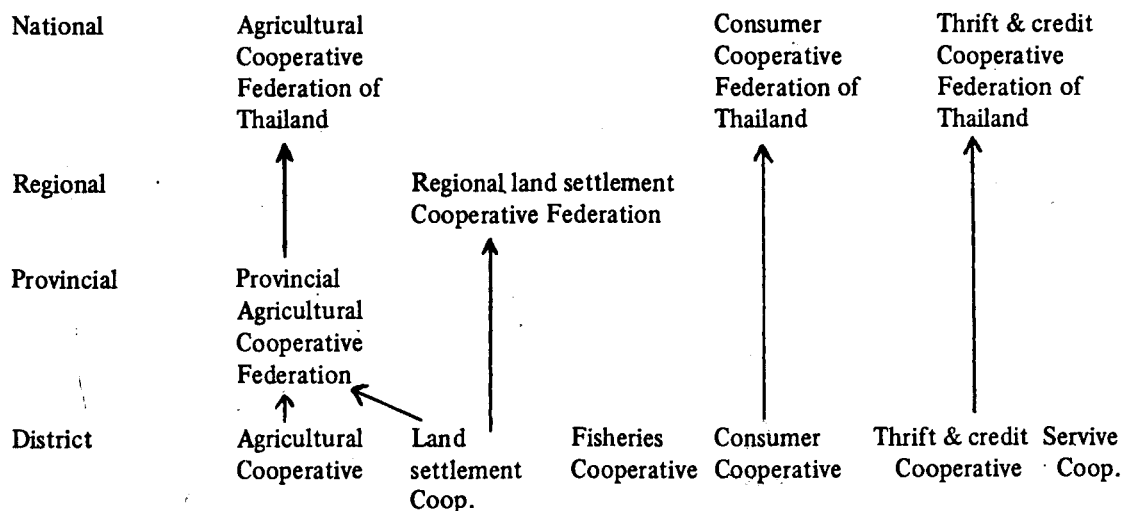 National
Agricultural
Cooperative
Federation of
Thailand
Consumer
Cooperative
Federation of
Thailand
Thrift & credit
Cooperative
Federation of
Thailand
Regional
Regional land settlement
Cooperative Federation
Provincial
Provincial
Agricultural
Cooperative
Federation
District
Agricultural
Cooperative
Land
settlement
Coop.
Fisheries
Cooperative
Consumer
Cooperative
Thrift & credit
Cooperative
Servive
Coop.